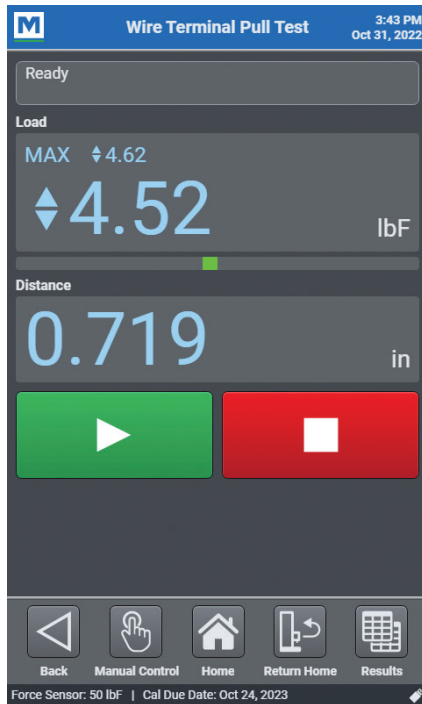 M
Wire Terminal Pull Test
3:43 PM
Oct 31, 2022
Ready
Load
MAX 4.62
4.52
lbF
Distance
0.719
in
Back Manual Control Home Return Home Results
Force Sensor: 50 lbF | Cal Due Date: Oct 24, 2023